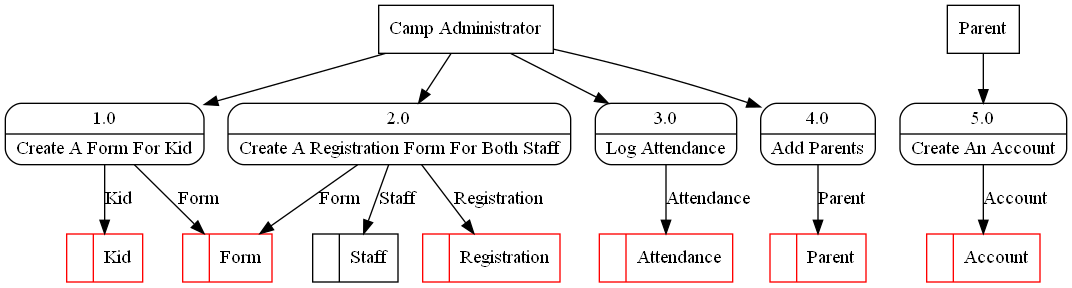 Camp Administrator
Parent
1.0
Create A Form For Kid
2.0
Create A Registration Form For Both Staff
3.0
Log Attendance
4.0
Add Parents
5.0
Create An Account
Kid
Form
Form
Staff
Registration
Attendance
Parent
Account
Kid
Form
Staff
Registration
Attendance
Parent
Account